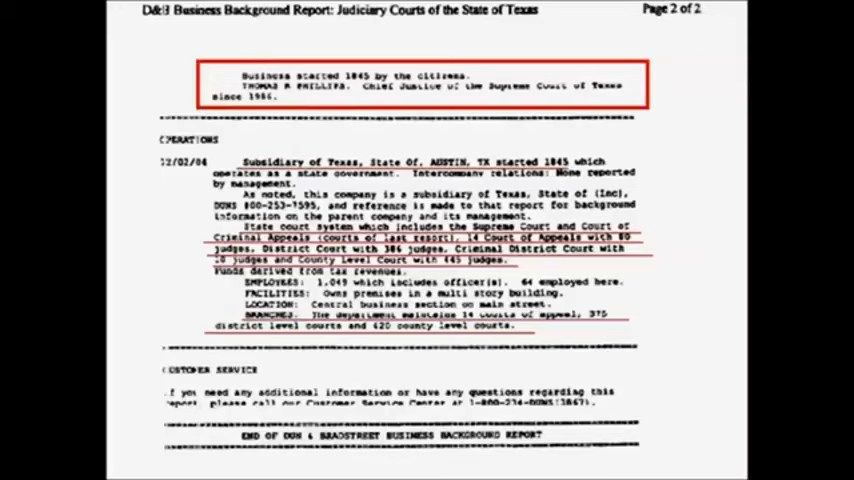 D&B Business Background Report: Judiciary Courts of the State of Texas Page 2 of 2
Business started 1845 by the citizens.
THOMAS R PHILLIPS. Chief Justice of the Supreme Court of Texas
since 1986.
OPERATIONS
12/02/04 Subsidiary of Texas, State Of, AUSTIN, TX started 1845 which
operates as a state government. Intercompany relations: None reported
by management.
As noted, this company is a subsidiary of Texas, State of (Inc),
DUNS 800-253-7595, and reference is made to that report for background
information on the parent company and its management.
State court system which includes the Supreme Court and Court of
Criminal Appeals (courts of last resort), 14 Court of Appeals with 80
judges, District Court with 386 judges, Criminal District Court with
10 judges and County Level Court with 465 judges.
Funds derived from tax revenues.
EMPLOYEES: 1,049 which includes officer(s). 64 employed here.
FACILITIES: Owns premises in a multi story building.
LOCATION: Central business section on main street.
BRANCHES: The department maintains 14 courts of appeal, 375
district level courts and 420 county level courts.
CUSTOMER SERVICE
If you need any additional information or have any questions regarding this
report, please call our Customer Service Center at 1-800-234-DUNS(3867).
END OF DUN & BRADSTREET BUSINESS BACKGROUND REPORT